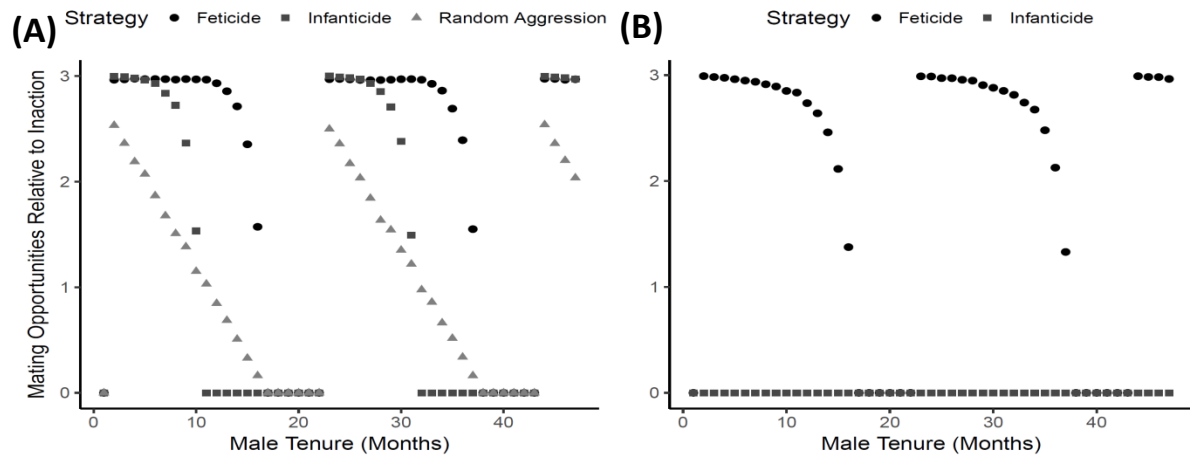 (A)
Strategy Feticide Infanticide Random Aggression
Mating Opportunities Relative to Inaction
3
2
1
0
0 10 20 30 40
Male Tenure (Months)
(B)
Strategy Feticide Infanticide
3
2
1
0
0 10 20 30 40
Male Tenure (Months)